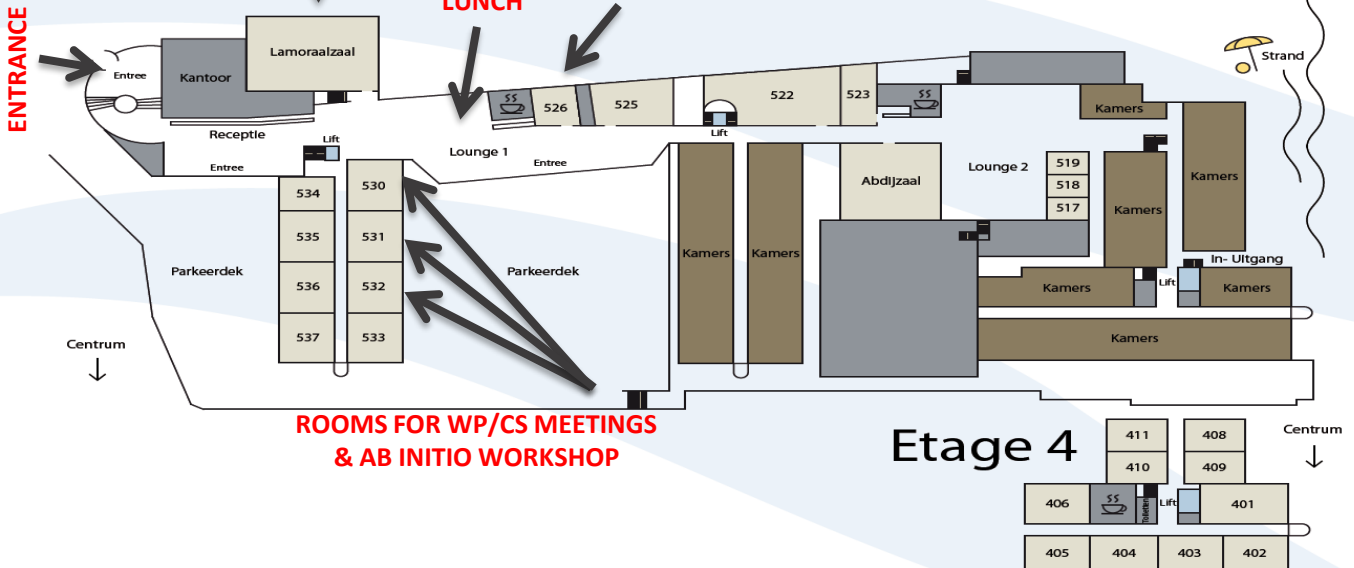 LUNCH
ENTRANCE
Entree
Kantoor
Lamoraalzaal
Receptie
Entree
Lift
Lounge 1
Entree
526
525
Lift
522
523
Strand
Kamers
Lounge 2
519
518
517
Kamers
Kamers
Abdijzaal
534
530
535
531
536
532
537
533
Parkeerdek
Parkeerdek
Kamers
Kamers
In- Uitgang
Kamers
Lift
Kamers
Kamers
Centrum
ROOMS FOR WP/CS MEETINGS
& AB INITIO WORKSHOP
Etage 4
Centrum
411
408
410
409
406
Toiletten
Lift
401
405
404
403
402